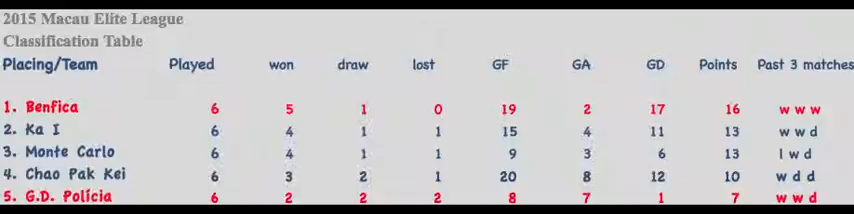 2015 Macau Elite League
Classification Table
Placing/Team Played won draw lost GF GA GD Points Past 3 matches
1. Benfica 6 5 1 0 19 2 17 16 w w w
2. Ka I 6 4 1 1 15 4 11 13 w w d
3. Monte Carlo 6 4 1 1 9 3 6 13 l w d
4. Chao Pak Kei 6 3 2 1 20 8 12 10 w d d
5. G.D. Polícia 6 2 2 2 8 7 1 7 w w d